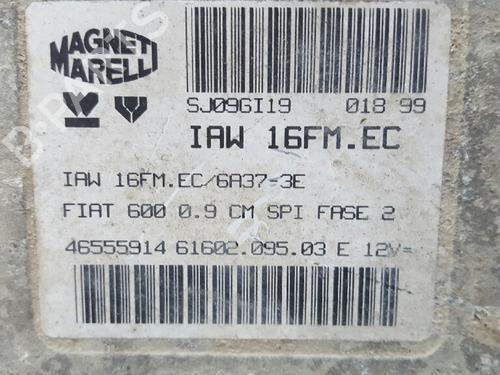 MAGNETI
MARELLI
SJ09GI19 018 99
IAW 16FM.EC
IAW 16FM.EC/6A37-3E
FIAT 600 0.9 CM SPI FASE 2
46555914 61602.095.03 E 12V=